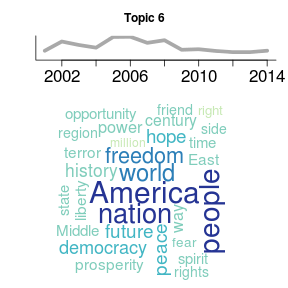 Topic 6
2002 2006 2010 2014
opportunity friend right
power century
region million hope side
time
terror freedom East
history world
America
state liberty nation way people
Middle future
democracy peace fear
prosperity spirit
rights